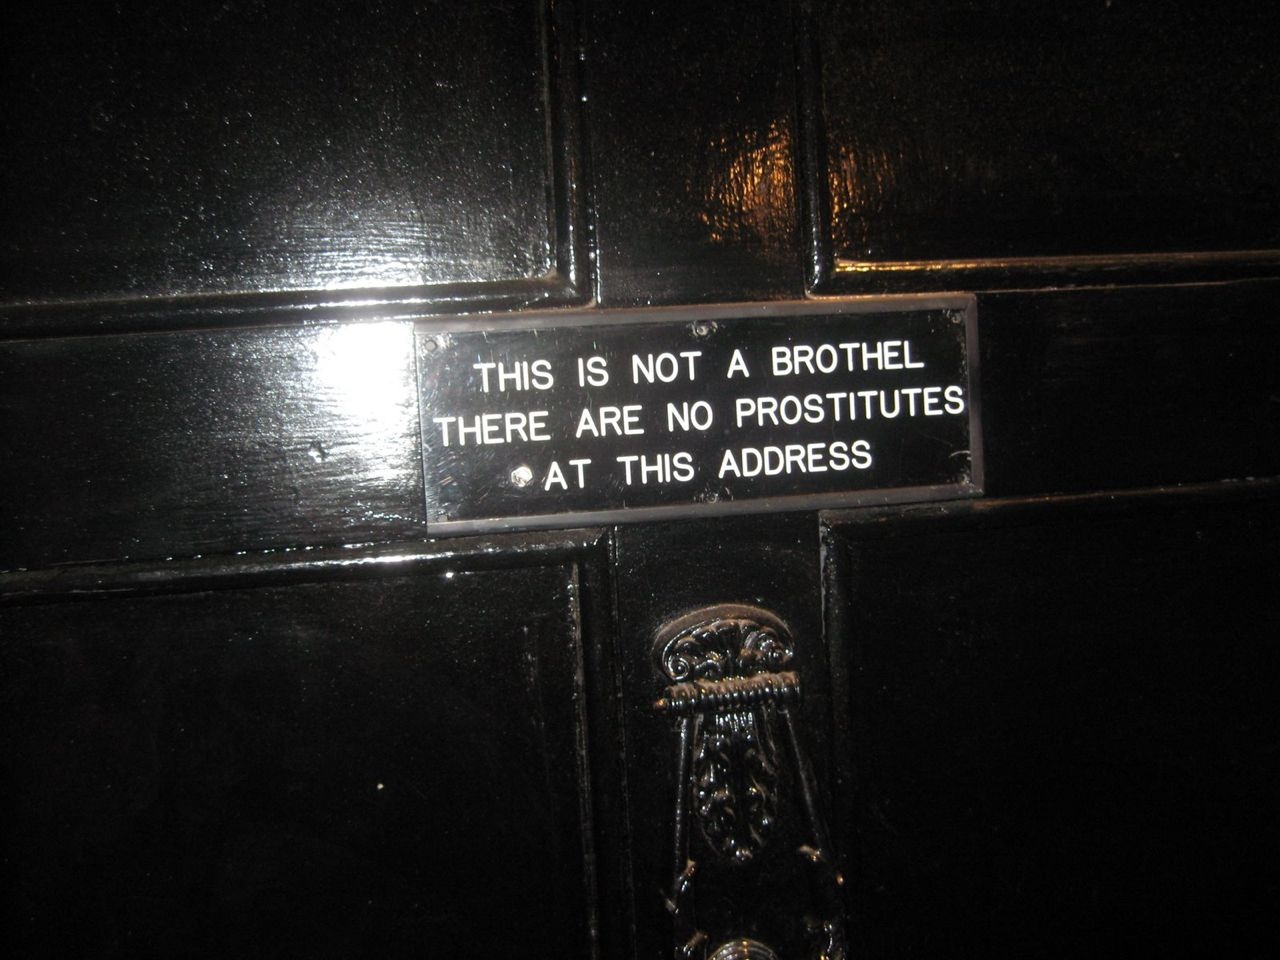 THIS IS NOT A BROTHEL
THERE ARE NO PROSTITUTES
AT THIS ADDRESS